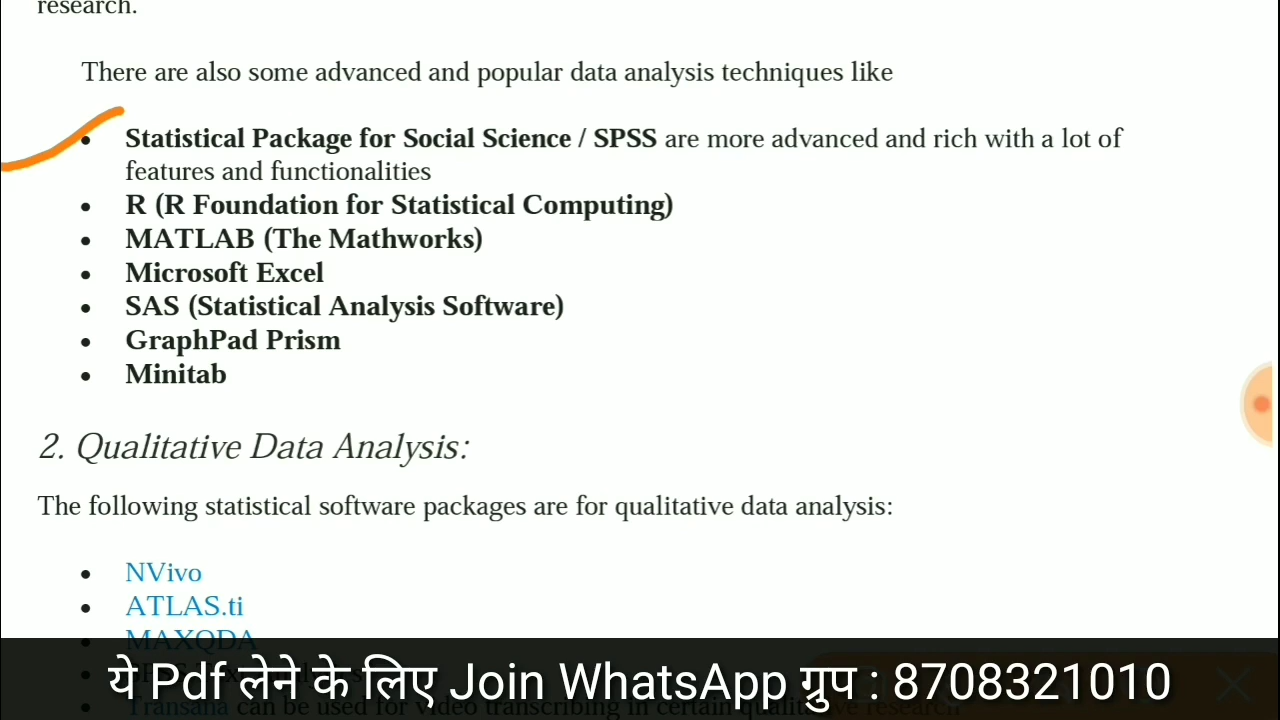 research.
There are also some advanced and popular data analysis techniques like
• Statistical Package for Social Science / SPSS are more advanced and rich with a lot of
features and functionalities
• R (R Foundation for Statistical Computing)
• MATLAB (The Mathworks)
• Microsoft Excel
• SAS (Statistical Analysis Software)
• GraphPad Prism
• Minitab
2. Qualitative Data Analysis:
The following statistical software packages are for qualitative data analysis:
• NVivo
• ATLAS.ti
• MAXQDA
ये Pdf लेने के लिए Join WhatsApp ग्रुप : 8708321010
• Transana can be used for video transcribing in certain qualitative research